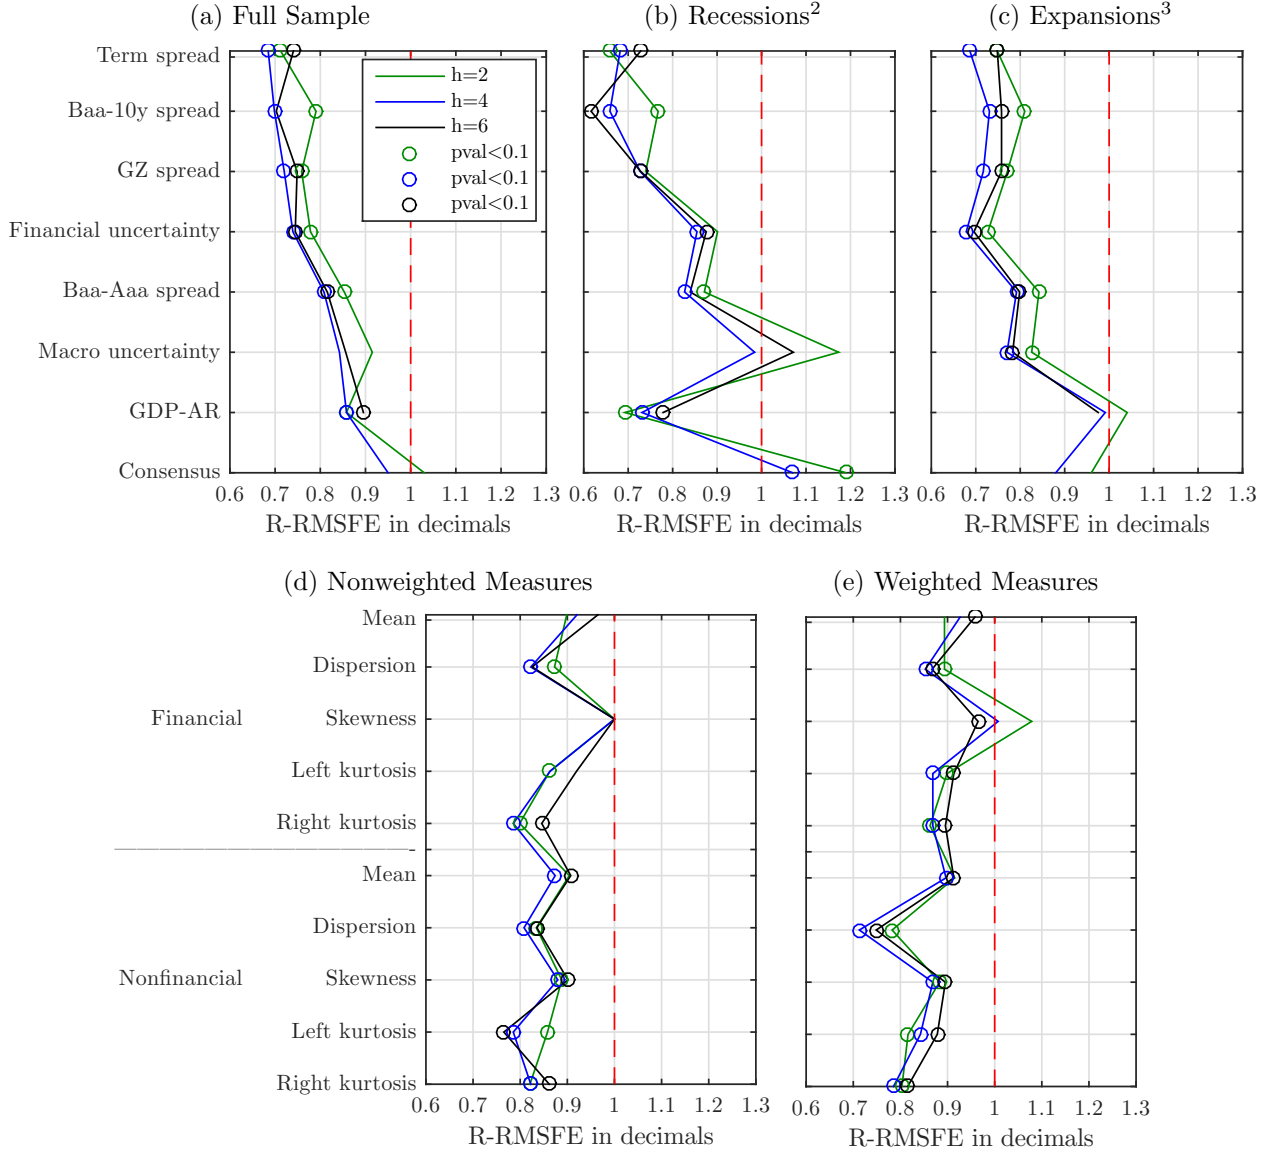 (a) Full Sample
(b) Recessions²
(c) Expansions³
Term spread
Baa-10y spread
GZ spread
Financial uncertainty
Baa-Aaa spread
Macro uncertainty
GDP-AR
Consensus
h=2
h=4
h=6
pval<0.1
pval<0.1
pval<0.1
0.6 0.7 0.8 0.9 1 1.1 1.2 1.3
0.6 0.7 0.8 0.9 1 1.1 1.2 1.3
0.6 0.7 0.8 0.9 1 1.1 1.2 1.3
R-RMSFE in decimals
R-RMSFE in decimals
R-RMSFE in decimals
(d) Nonweighted Measures
(e) Weighted Measures
Mean
Dispersion
Financial Skewness
Left kurtosis
Right kurtosis
Mean
Dispersion
Nonfinancial Skewness
Left kurtosis
Right kurtosis
0.6 0.7 0.8 0.9 1 1.1 1.2 1.3
0.6 0.7 0.8 0.9 1 1.1 1.2 1.3
R-RMSFE in decimals
R-RMSFE in decimals